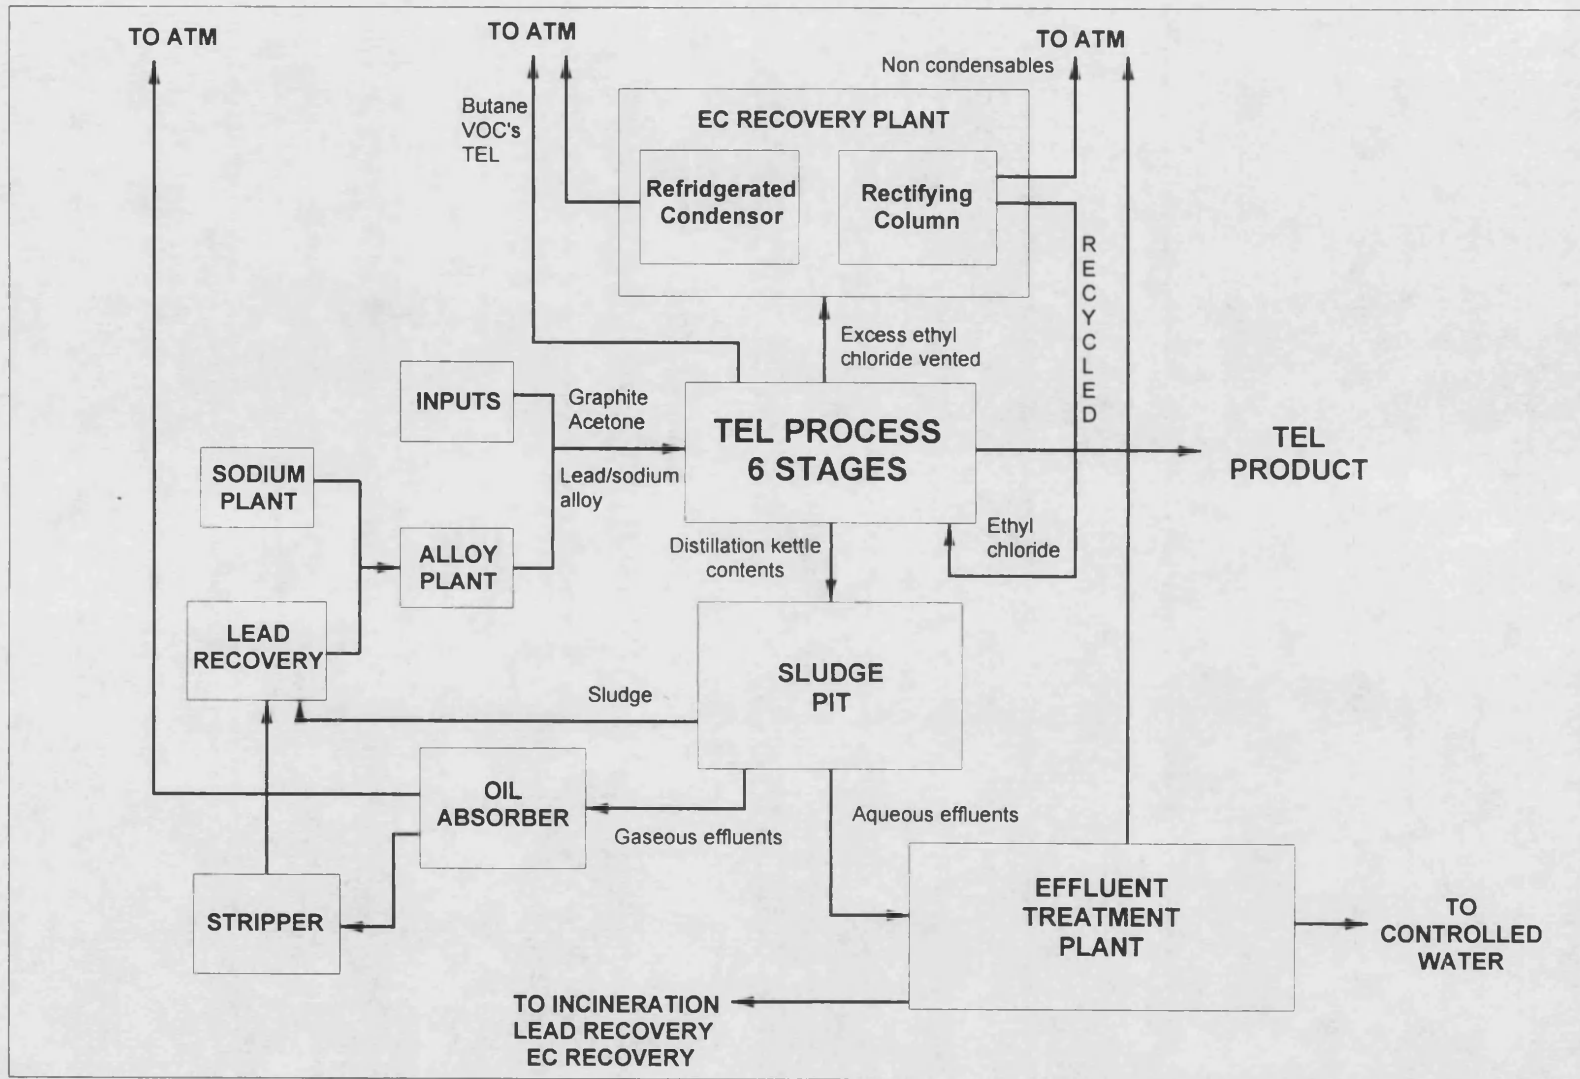 TO ATM
TO ATM
TO ATM
Non condensables
Butane
VOC's
TEL
EC RECOVERY PLANT
Refridgerated
Condensor
Rectifying
Column
RECYCLED
Excess ethyl
chloride vented
INPUTS
Graphite
Acetone
TEL PROCESS
6 STAGES
TEL
PRODUCT
SODIUM
PLANT
Lead/sodium
alloy
ALLOY
PLANT
Distillation kettle
contents
Ethyl
chloride
LEAD
RECOVERY
SLUDGE
PIT
Sludge
OIL
ABSORBER
Gaseous effluents
Aqueous effluents
STRIPPER
EFFLUENT
TREATMENT
PLANT
TO
CONTROLLED
WATER
TO INCINERATION
LEAD RECOVERY
EC RECOVERY